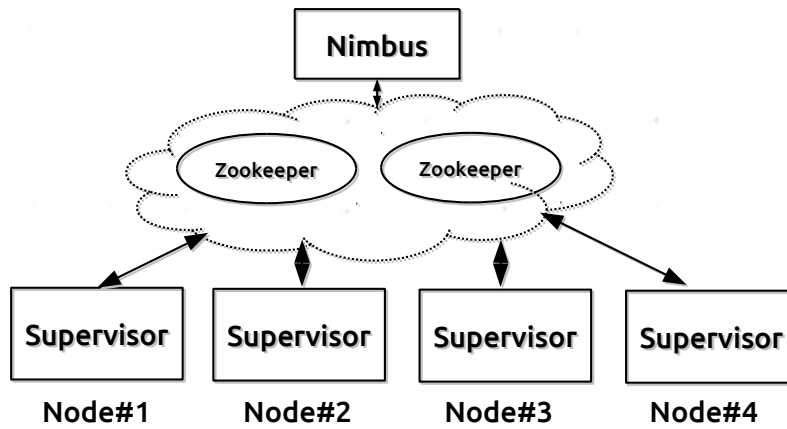 Nimbus
Zookeeper Zookeeper
Supervisor Supervisor Supervisor Supervisor
Node#1 Node#2 Node#3 Node#4